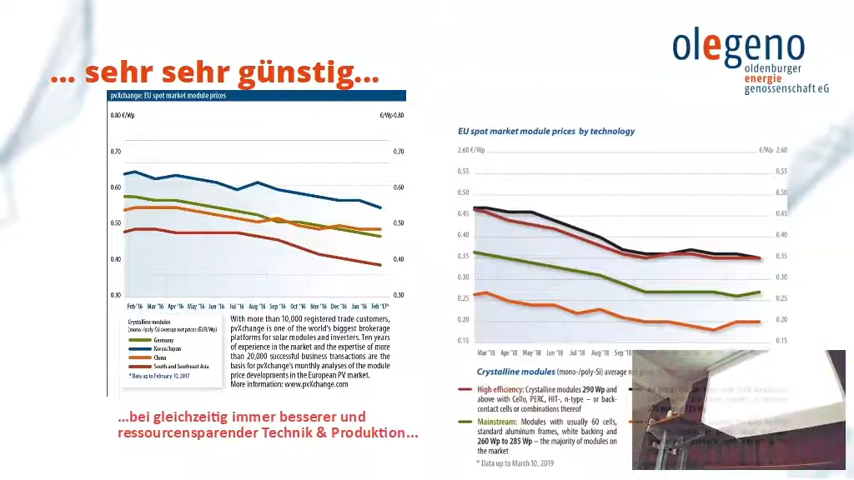 ... sehr sehr günstig...
olegeno
oldenburger
energie
genossenschaft eG
pvXchange: EU spot market module prices
0.80 €/Wp
€/Wp 0.80
0.70
0.70
0.60
0.60
0.50
0.50
0.40
0.40
0.30
0.30
Feb '16 Mar '16 Apr '16 May '16 Jun '16 Jul '16 Aug '16 Sep '16 Oct '16 Nov '16 Dec '16 Jan '16 Feb '17*
Crystalline modules
(mono-/poly-Si) average net prices (EUR/Wp)
Germany
Korea/Japan
China
South and Southeast Asia
* Data up to February 10, 2017
With more than 10,000 registered trade customers,
pvXchange is one of the world's biggest brokerage
platforms for solar modules and inverters. Ten years
of experience in the market and the expertise of more
than 20,000 successful business transactions are the
basis for pvXchange's monthly analyses of the current
price developments in the European PV market.
More information: www.pvXchange.com
...bei gleichzeitig immer besserer und
ressourcensparender Technik & Produktion...
EU spot market module prices by technology
2.60 €/Wp
€/Wp 2.60
0.55
0.55
0.50
0.50
0.45
0.45
0.40
0.40
0.35
0.35
0.30
0.30
0.25
0.25
0.20
0.20
0.15
0.15
Mar '18 Apr '18 May '18 Jun '18 Jul '18 Aug '18 Sep '18
Crystalline modules (mono-/poly-Si) average n
High efficiency: Crystalline modules 290 Wp and
above with Cello, PERC, HIT-, n-type – or back-
contact cells or combinations thereof
Mainstream: Modules with usually 60 cells,
standard aluminum frames, white backing and
260 Wp to 285 Wp – the majority of modules on
the market
* Data up to March 10, 2019